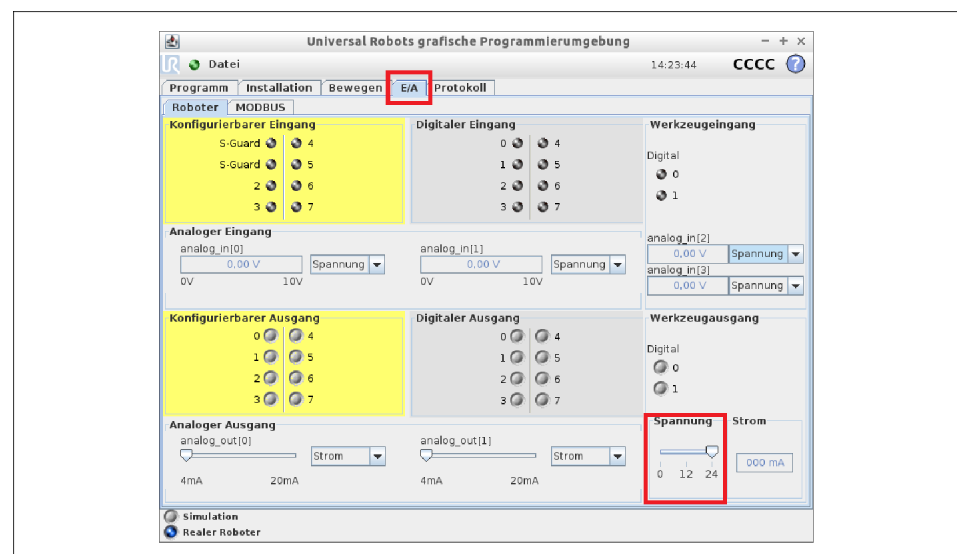 Universal Robots grafische Programmierumgebung
Datei
14:23:44
CCCC
?
Programm Installation Bewegen E/A Protokoll
Roboter MODBUS
Konfigurierbarer Eingang
S-Guard 4
S-Guard 5
2 6
3 7
Digitaler Eingang
0 4
1 5
2 6
3 7
Werkzeugeingang
Digital
0
1
Analoger Eingang
analog_in[0]
0,00 V Spannung
0V 10V
analog_in[1]
0,00 V Spannung
0V 10V
analog_in[2]
0,00 V Spannung
analog_in[3]
0,00 V Spannung
Konfigurierbarer Ausgang
0 4
1 5
2 6
3 7
Digitaler Ausgang
0 4
1 5
2 6
3 7
Werkzeugausgang
Digital
0
1
Analoger Ausgang
analog_out[0]
Strom
4mA 20mA
analog_out[1]
Strom
4mA 20mA
Spannung
0 12 24
Strom
000 mA
Simulation
Realer Roboter